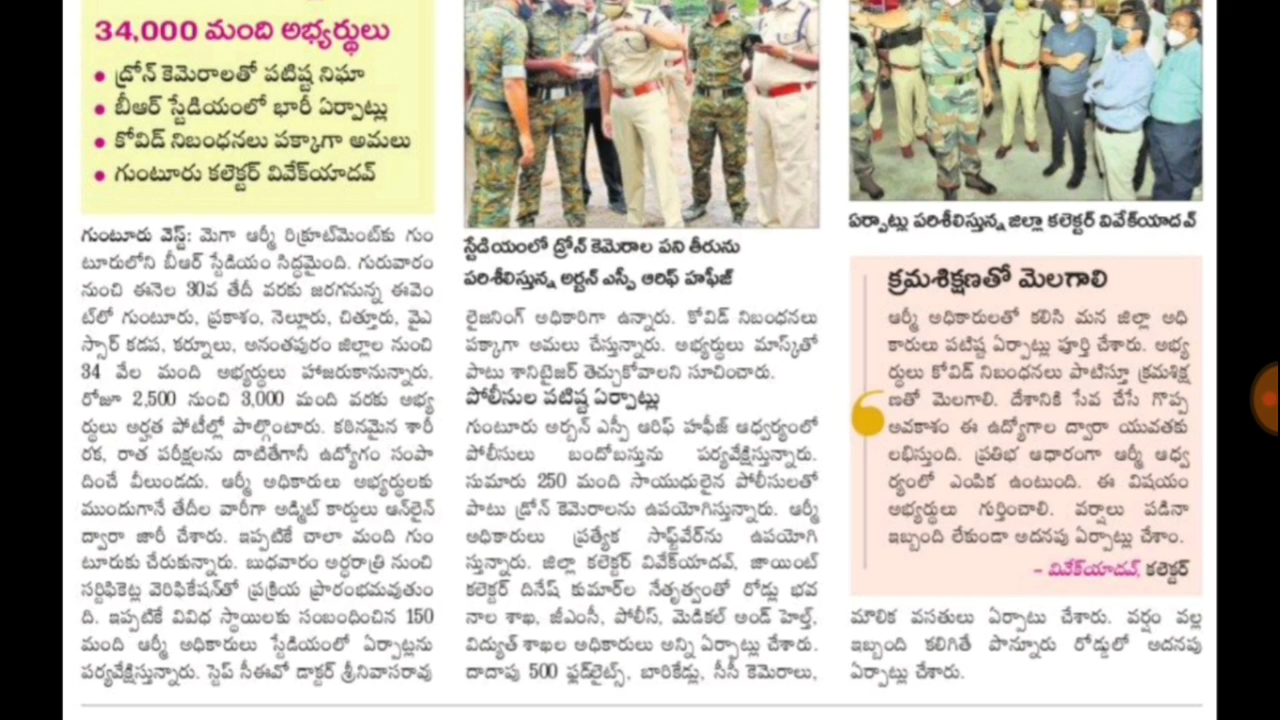 34,000 మంది అభ్యర్థులు
• డ్రోన్ కెమెరాలతో పటిష్ట నిఘా
• బీఆర్ స్టేడియంలో భారీ ఏర్పాట్లు
• కోవిడ్ నిబంధనలు పక్కాగా అమలు
• గుంటూరు కలెక్టర్ వివేక్‌యాదవ్
గుంటూరు వెస్ట్: మెగా ఆర్మీ రిక్రూట్‌మెంట్‌కు గుం
టూరులోని బీఆర్ స్టేడియం సిద్ధమైంది. గురువారం
నుంచి ఈనెల 30వ తేదీ వరకు జరగనున్న ఈవెం
ట్‌లో గుంటూరు, ప్రకాశం, నెల్లూరు, చిత్తూరు, వైఎ
స్సార్ కడప, కర్నూలు, అనంతపురం జిల్లాల నుంచి
34 వేల మంది అభ్యర్థులు హాజరుకానున్నారు.
రోజూ 2,500 నుంచి 3,000 మంది వరకు అభ్య
ర్థులు అర్హత పోటీల్లో పాల్గొంటారు. కఠినమైన శారీ
రక, రాత పరీక్షలను దాటితేగానీ ఉద్యోగం సంపా
దించే వీలుండదు. ఆర్మీ అధికారులు అభ్యర్థులకు
ముందుగానే తేదీల వారీగా అడ్మిట్ కార్డులు ఆన్‌లైన్
ద్వారా జారీ చేశారు. ఇప్పటికే చాలా మంది గుం
టూరుకు చేరుకున్నారు. బుధవారం అర్ధరాత్రి నుంచి
సర్టిఫికెట్ల వెరిఫికేషన్‌తో ప్రక్రియ ప్రారంభమవుతుం
ది. ఇప్పటికే వివిధ స్థాయిలకు సంబంధించిన 150
మంది ఆర్మీ అధికారులు స్టేడియంలో ఏర్పాట్లను
పర్యవేక్షిస్తున్నారు. స్టెప్ సీఈవో డాక్టర్ శ్రీనివాసరావు
స్టేడియంలో డ్రోన్ కెమెరాల పని తీరును
పరిశీలిస్తున్న అర్బన్ ఎస్పీ ఆరిఫ్ హఫీజ్
లైజనింగ్ అధికారిగా ఉన్నారు. కోవిడ్ నిబంధనలు
పక్కాగా అమలు చేస్తున్నారు. అభ్యర్థులు మాస్క్‌తో
పాటు శానిటైజర్ తెచ్చుకోవాలని సూచించారు.
పోలీసుల పటిష్ట ఏర్పాట్లు
గుంటూరు అర్బన్ ఎస్పీ ఆరిఫ్ హఫీజ్ ఆధ్వర్యంలో
పోలీసులు బందోబస్తును పర్యవేక్షిస్తున్నారు.
సుమారు 250 మంది సాయుధులైన పోలీసులతో
పాటు డ్రోన్ కెమెరాలను ఉపయోగిస్తున్నారు. ఆర్మీ
అధికారులు ప్రత్యేక సాఫ్ట్‌వేర్‌ను ఉపయోగి
స్తున్నారు. జిల్లా కలెక్టర్ వివేక్‌యాదవ్, జాయింట్
కలెక్టర్ దినేష్ కుమార్‌ల నేతృత్వంతో రోడ్లు భవ
నాల శాఖ, జీఎంసీ, పోలీస్, మెడికల్ అండ్ హెల్త్,
విద్యుత్ శాఖల అధికారులు అన్ని ఏర్పాట్లు చేశారు.
దాదాపు 500 ఫ్లడ్‌లైట్స్, బారికేడ్లు, సీసీ కెమెరాలు,
ఏర్పాట్లు పరిశీలిస్తున్న జిల్లా కలెక్టర్ వివేక్‌యాదవ్
క్రమశిక్షణతో మెలగాలి
ఆర్మీ అధికారులతో కలిసి మన జిల్లా అధి
కారులు పటిష్ట ఏర్పాట్లు పూర్తి చేశారు. అభ్య
ర్థులు కోవిడ్ నిబంధనలు పాటిస్తూ క్రమశిక్ష
ణతో మెలగాలి. దేశానికి సేవ చేసే గొప్ప
అవకాశం ఈ ఉద్యోగాల ద్వారా యువతకు
లభిస్తుంది. ప్రతిభ ఆధారంగా ఆర్మీ ఆధ్వ
ర్యంలో ఎంపిక ఉంటుంది. ఈ విషయం
అభ్యర్థులు గుర్తించాలి. వర్షాలు పడినా
ఇబ్బంది లేకుండా అదనపు ఏర్పాట్లు చేశాం.
– వివేక్‌యాదవ్, కలెక్టర్
మౌలిక వసతులు ఏర్పాటు చేశారు. వర్షం వల్ల
ఇబ్బంది కలిగితే పొన్నూరు రోడ్డులో అదనపు
ఏర్పాట్లు చేశారు.